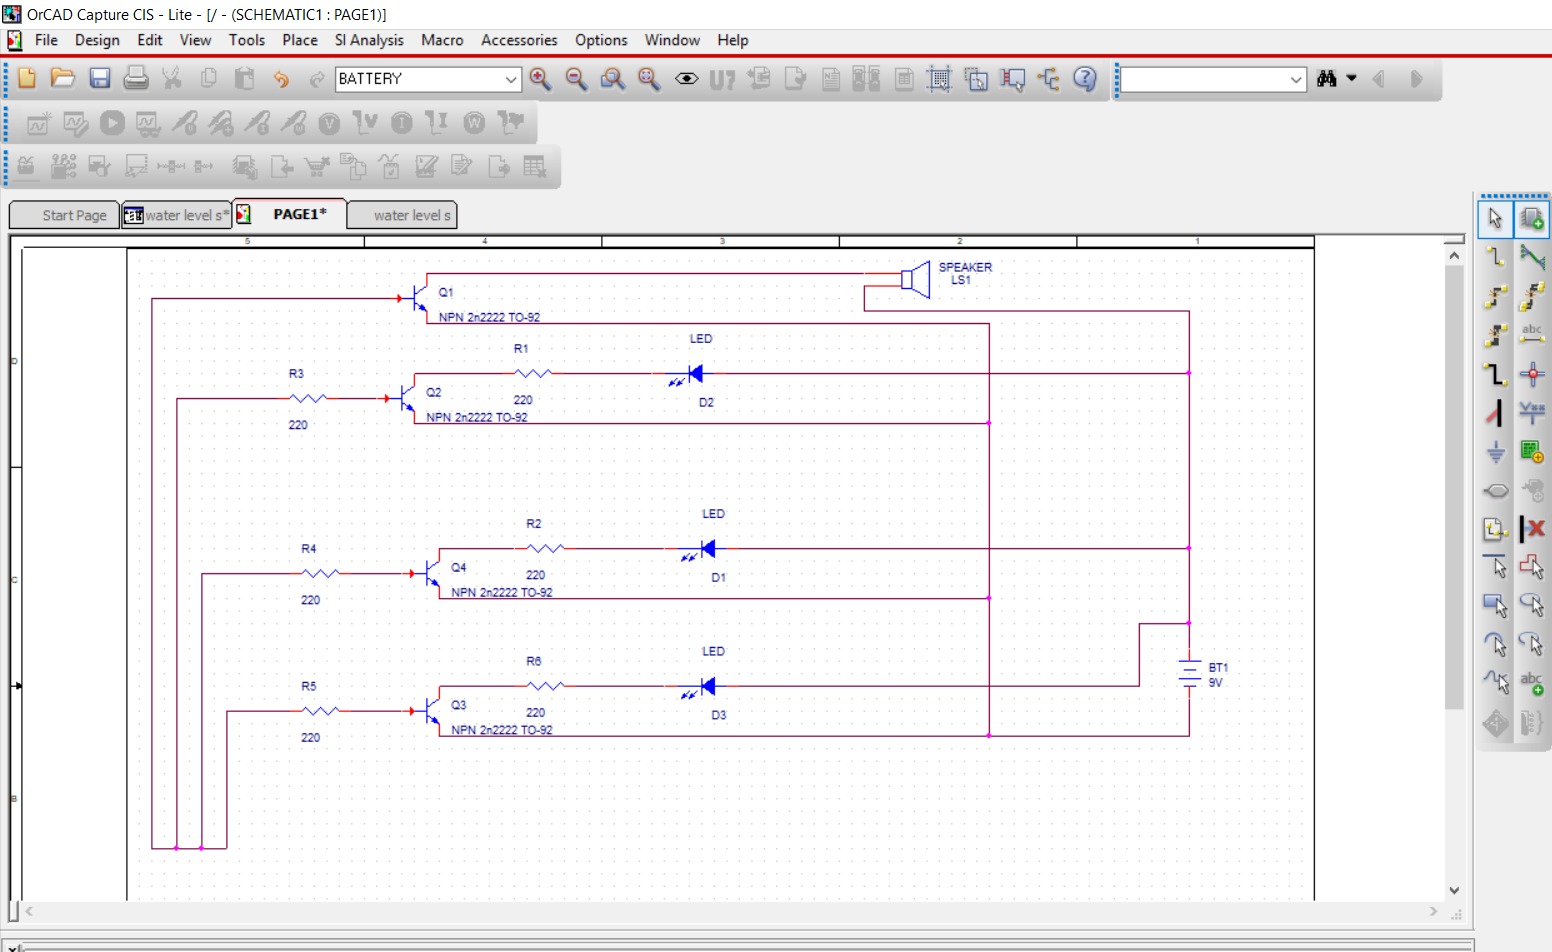 OrCAD Capture CIS - Lite - [/ - (SCHEMATIC1 : PAGE1)]
File Design Edit View Tools Place SI Analysis Macro Accessories Options Window Help
BATTERY
U?
V I W
Start Page water level s* PAGE1* water level s
5 4 3 2 1
SPEAKER
LS1
Q1
NPN 2n2222 TO-92
LED
R1
D
R3
Q2
220
D2
NPN 2n2222 TO-92
220
LED
R2
R4
Q4
220
D1
C
NPN 2n2222 TO-92
220
LED
R6
BT1
9V
R5
Q3
220
D3
NPN 2n2222 TO-92
220
B
abc
abc